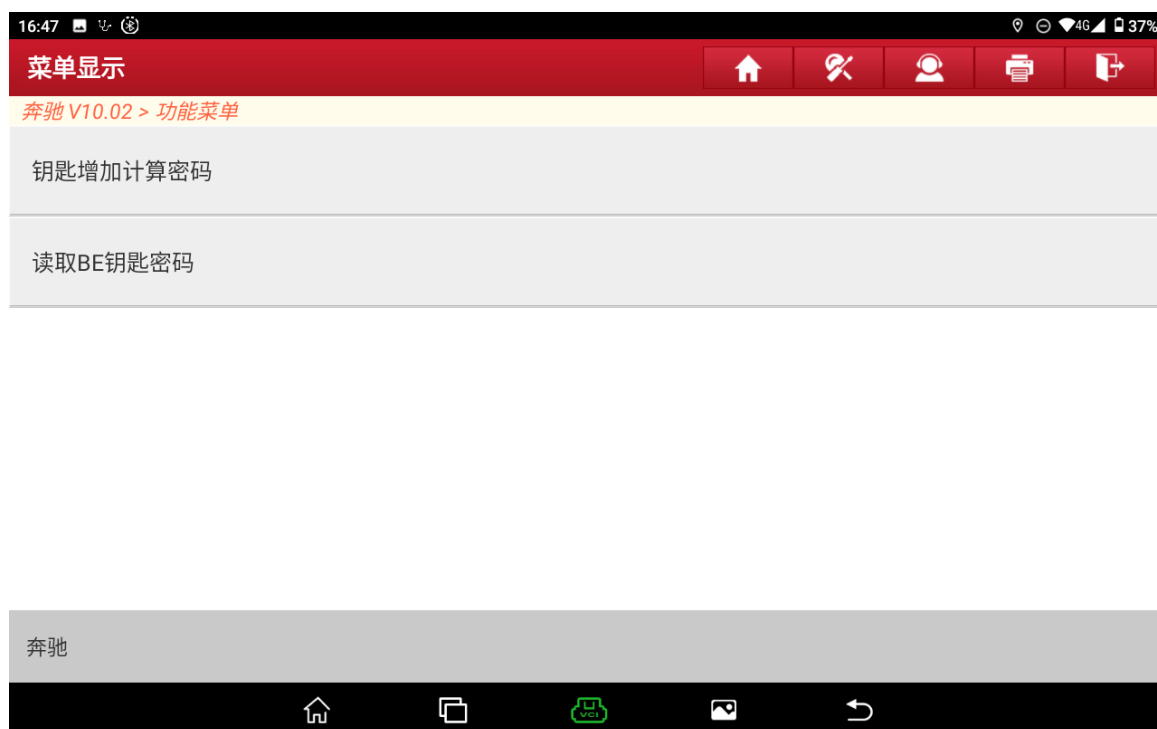 16:47 4G 37%
菜单显示
奔驰 V10.02 > 功能菜单
钥匙增加计算密码
读取BE钥匙密码
奔驰
VCI